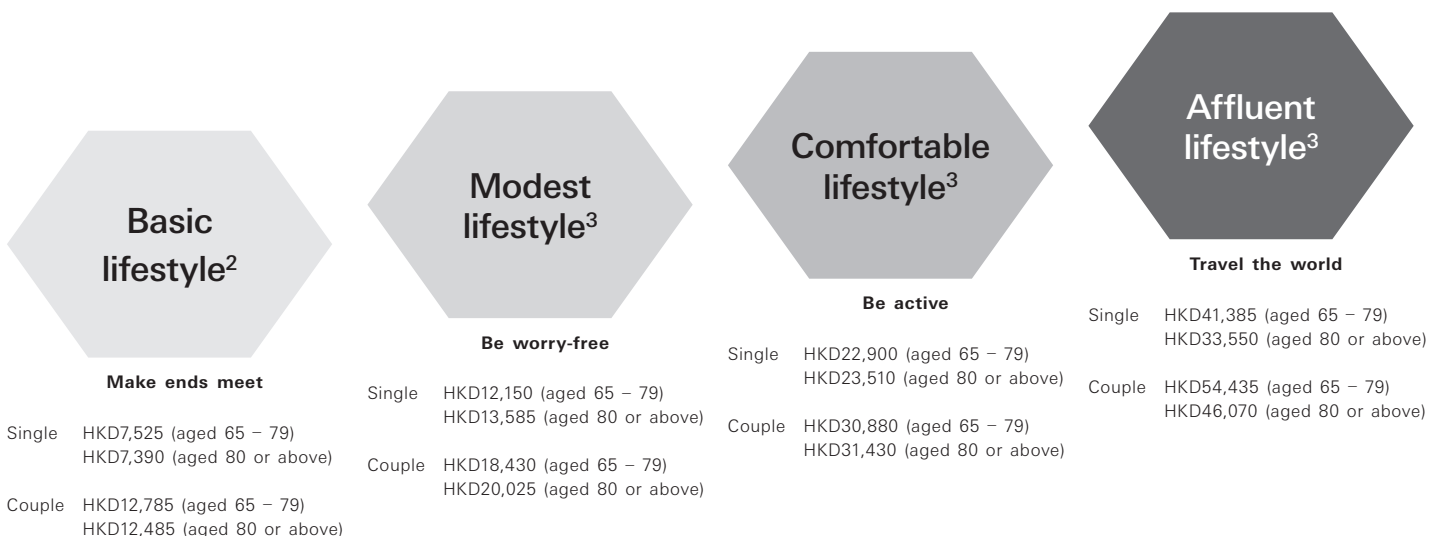 Basic
lifestyle²
Make ends meet
Single HKD7,525 (aged 65 – 79)
HKD7,390 (aged 80 or above)
Couple HKD12,785 (aged 65 – 79)
HKD12,485 (aged 80 or above)
Modest
lifestyle³
Be worry-free
Single HKD12,150 (aged 65 – 79)
HKD13,585 (aged 80 or above)
Couple HKD18,430 (aged 65 – 79)
HKD20,025 (aged 80 or above)
Comfortable
lifestyle³
Be active
Single HKD22,900 (aged 65 – 79)
HKD23,510 (aged 80 or above)
Couple HKD30,880 (aged 65 – 79)
HKD31,430 (aged 80 or above)
Affluent
lifestyle³
Travel the world
Single HKD41,385 (aged 65 – 79)
HKD33,550 (aged 80 or above)
Couple HKD54,435 (aged 65 – 79)
HKD46,070 (aged 80 or above)